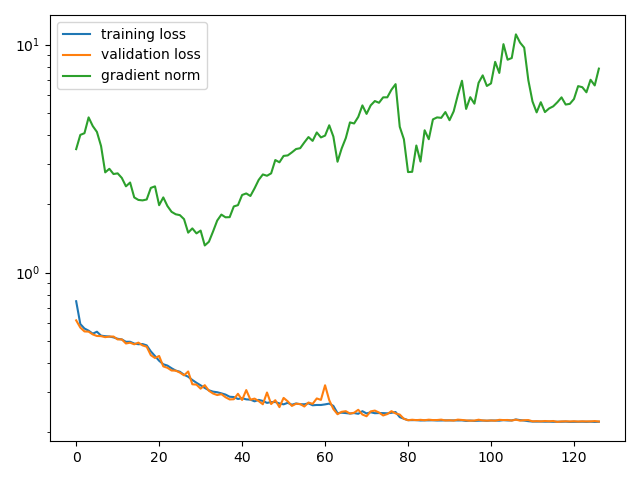 training loss
validation loss
gradient norm
10¹
10⁰
0 20 40 60 80 100 120